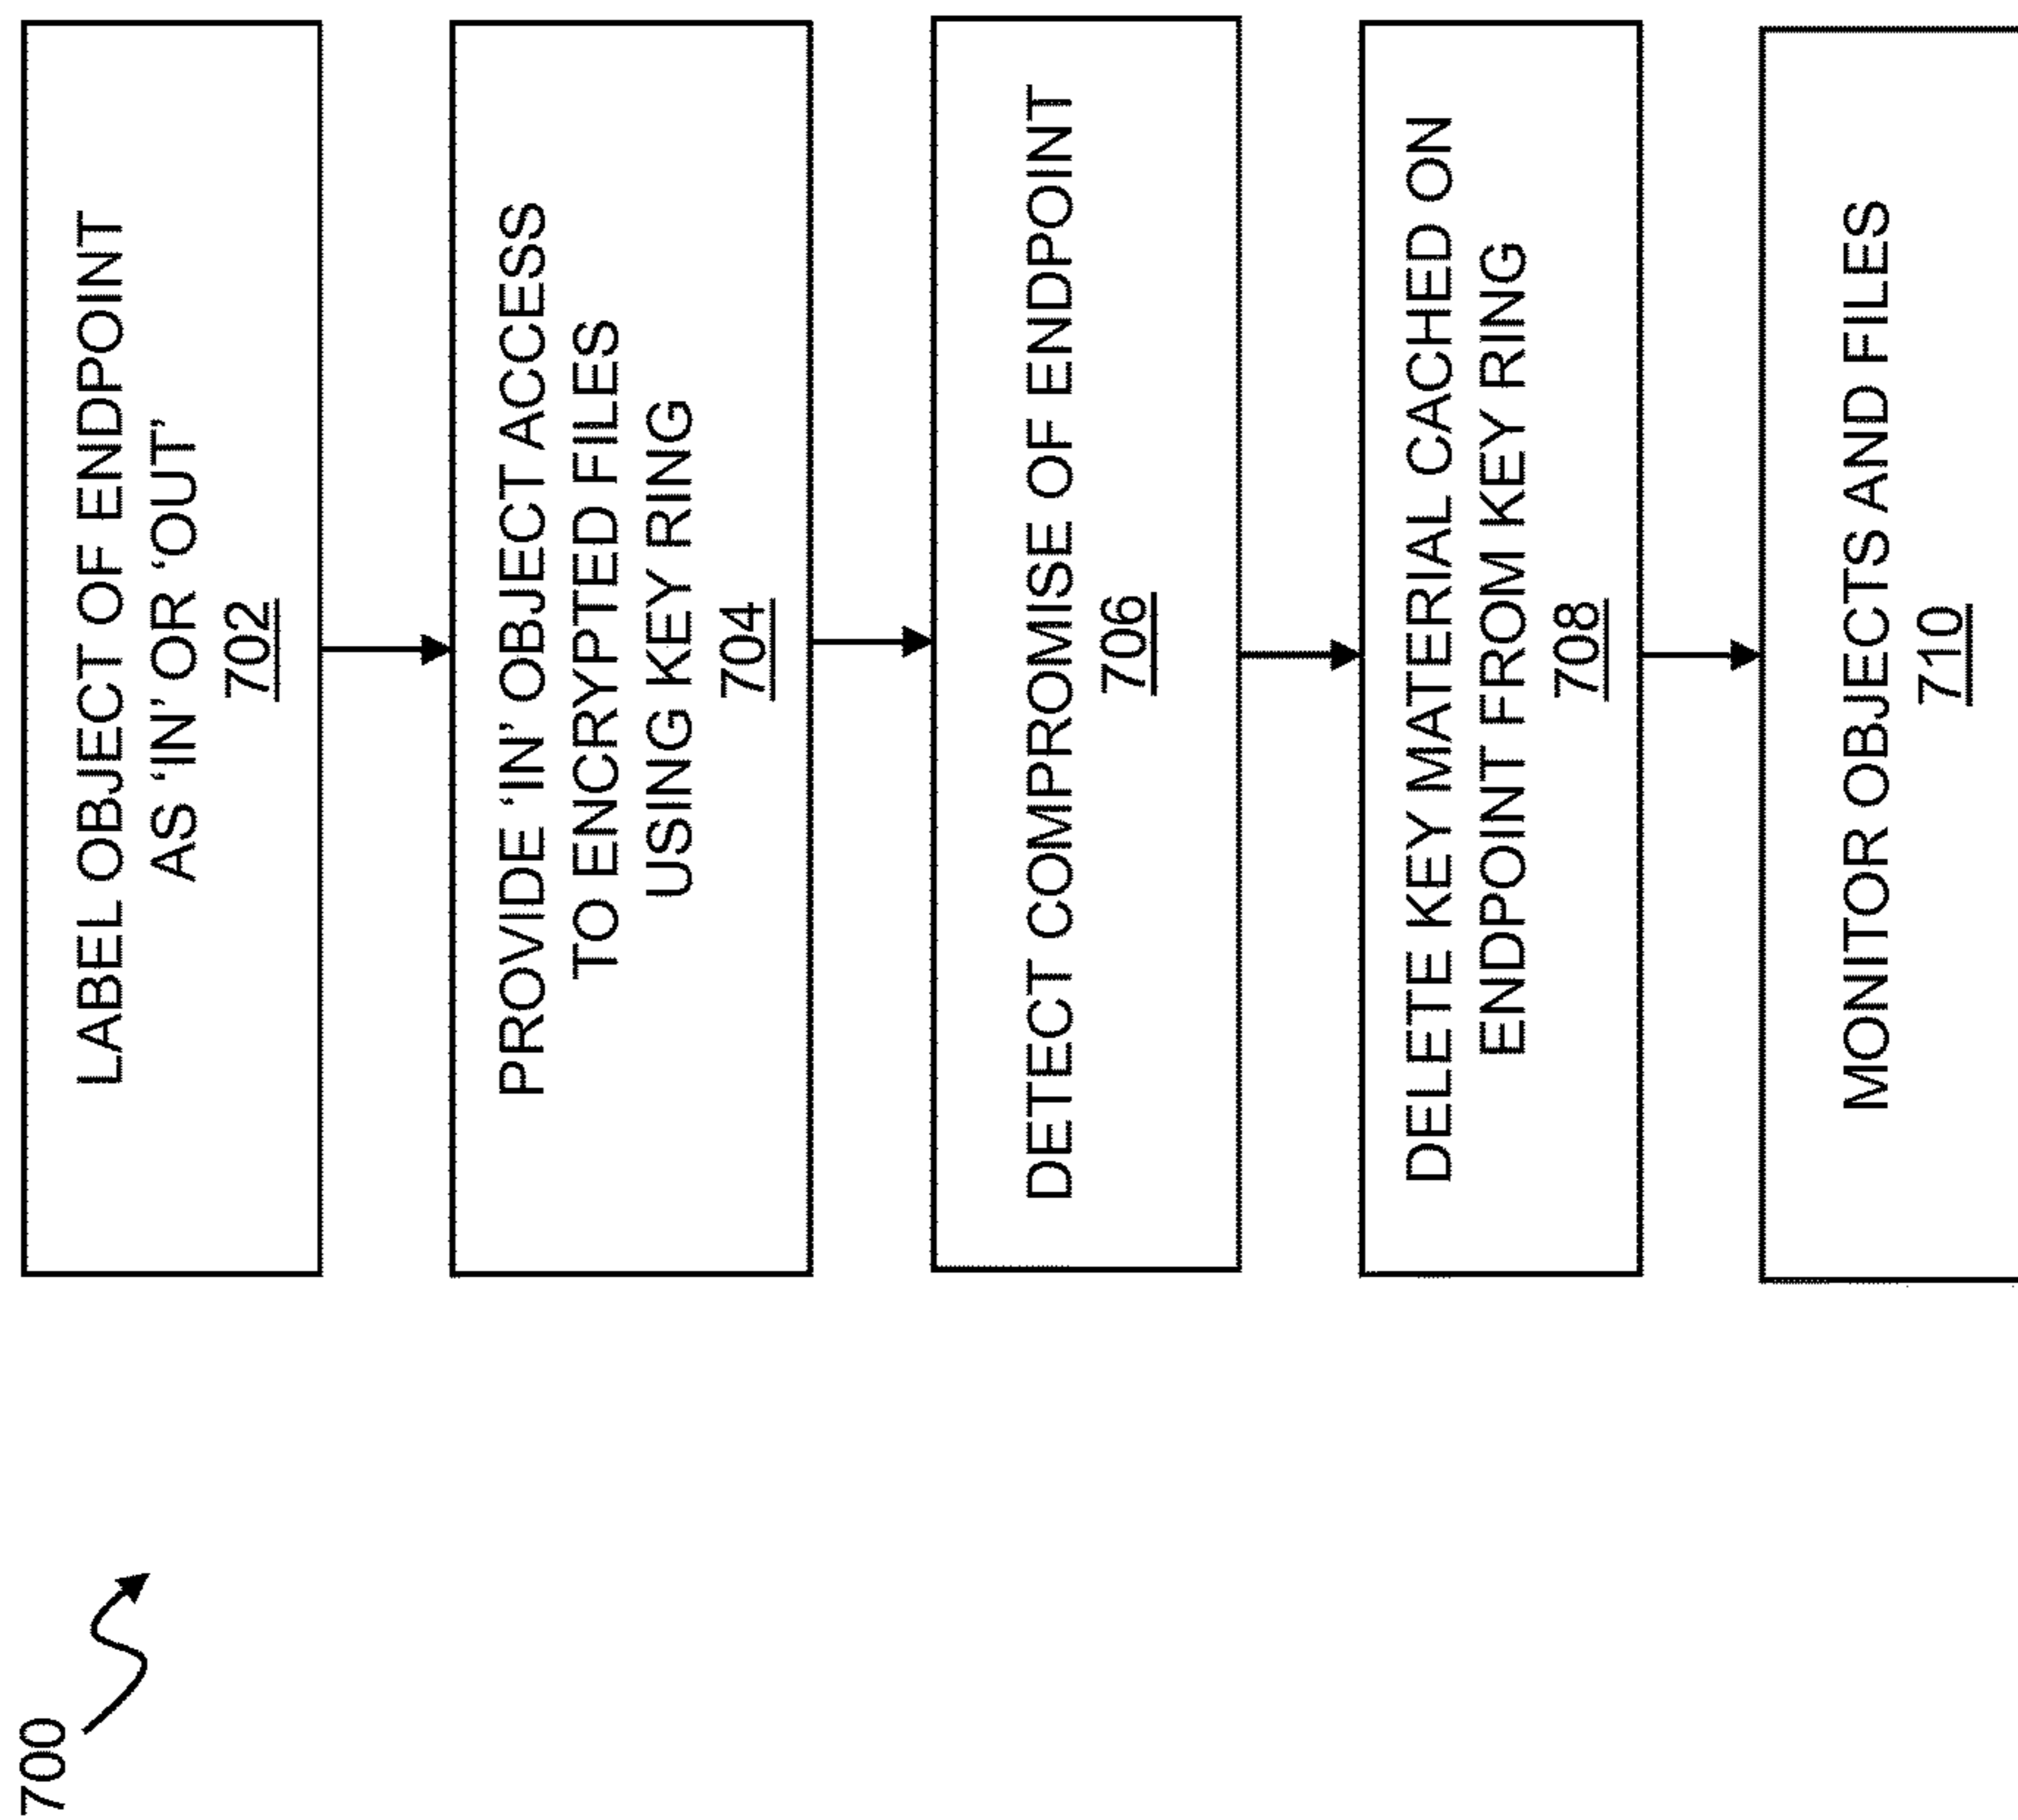 700
LABEL OBJECT OF ENDPOINT
AS ‘IN’ OR ‘OUT’
702
PROVIDE ‘IN’ OBJECT ACCESS
TO ENCRYPTED FILES
USING KEY RING
704
DETECT COMPROMISE OF ENDPOINT
706
DELETE KEY MATERIAL CACHED ON
ENDPOINT FROM KEY RING
708
MONITOR OBJECTS AND FILES
710